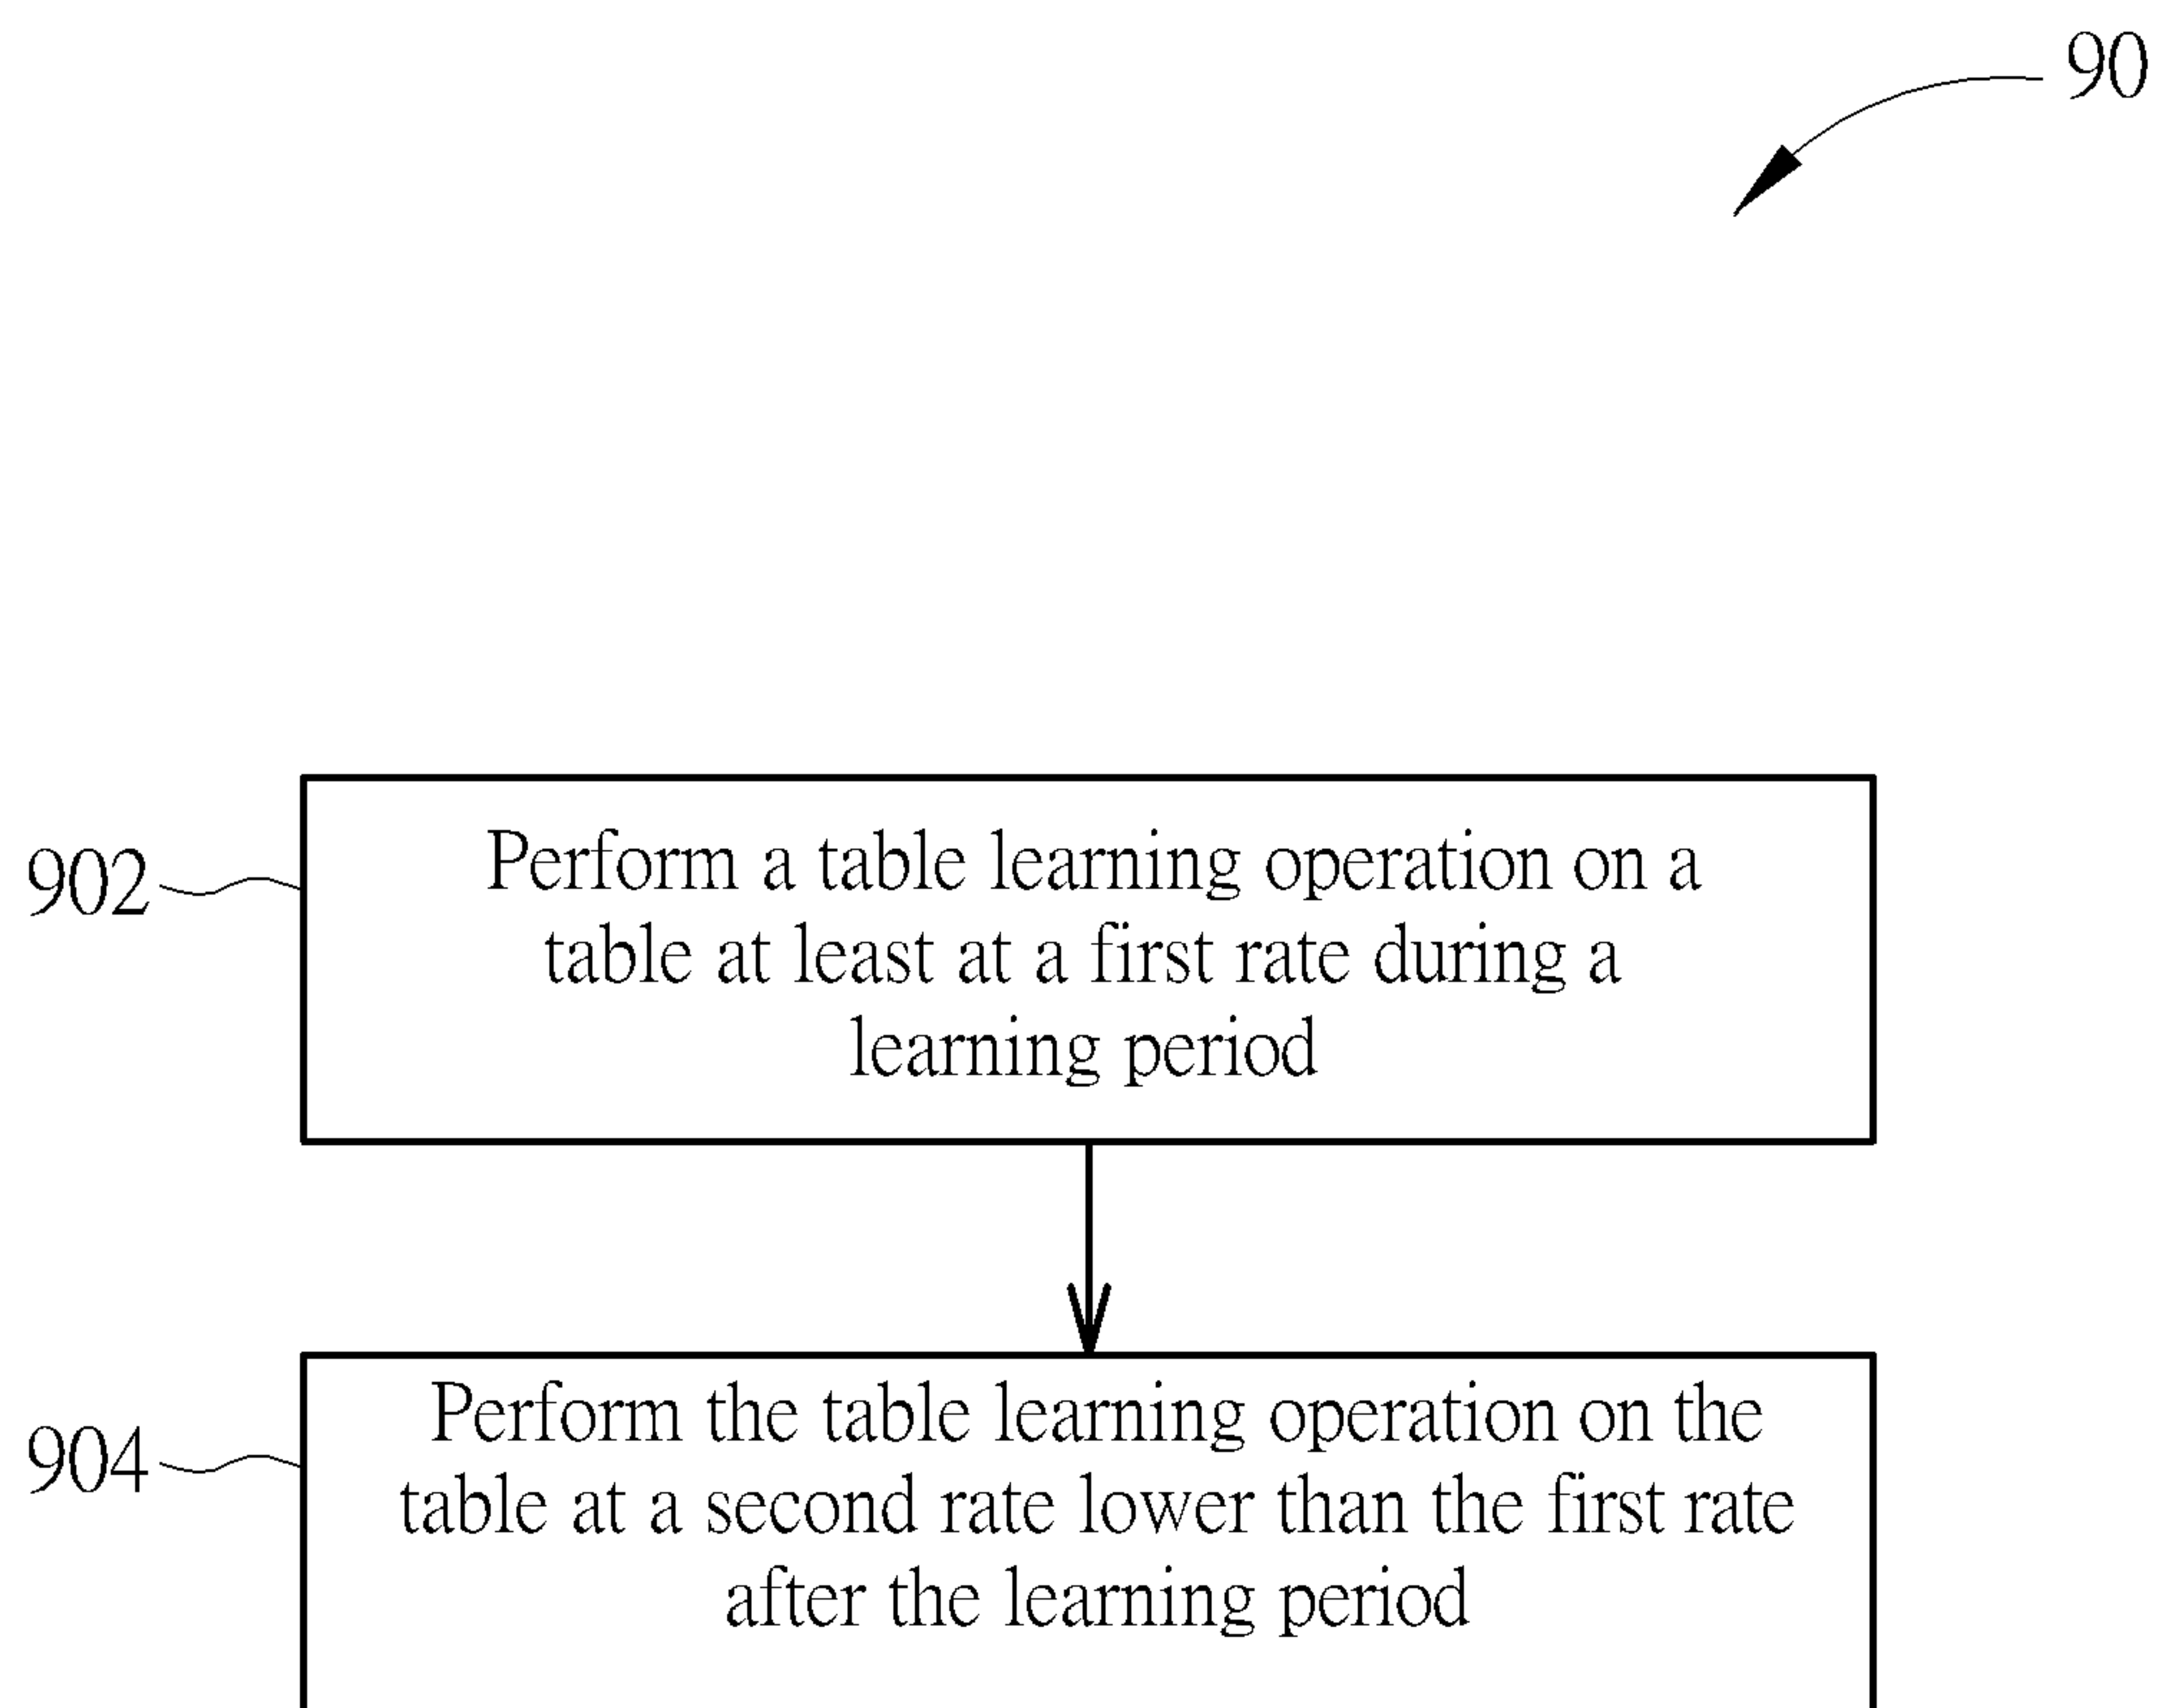 90
902
Perform a table learning operation on a
table at least at a first rate during a
learning period
904
Perform the table learning operation on the
table at a second rate lower than the first rate
after the learning period